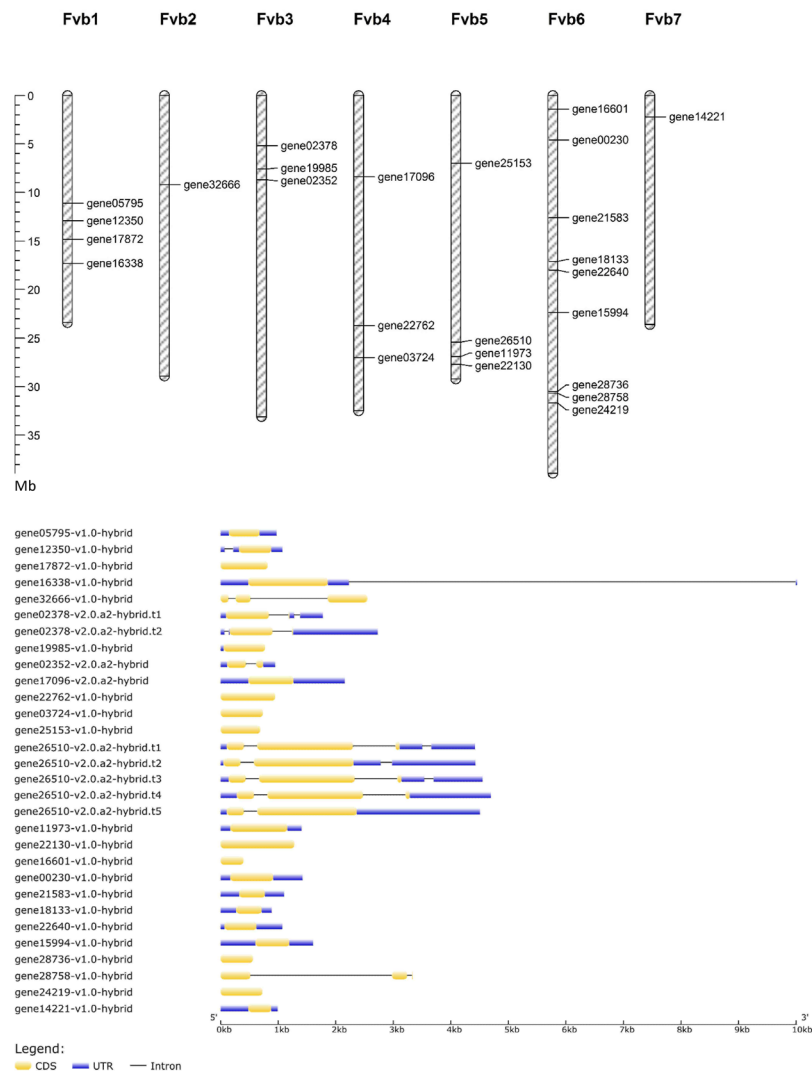 Fvb1 Fvb2 Fvb3 Fvb4 Fvb5 Fvb6 Fvb7
0
5
10
15
20
25
30
35
Mb
gene05795
gene12350
gene17872
gene16338
gene32666
gene02378
gene19985
gene02352
gene17096
gene22762
gene03724
gene25153
gene26510
gene11973
gene22130
gene16601
gene00230
gene21583
gene18133
gene22640
gene15994
gene28736
gene28758
gene24219
gene14221
gene05795-v1.0-hybrid
gene12350-v1.0-hybrid
gene17872-v1.0-hybrid
gene16338-v1.0-hybrid
gene32666-v1.0-hybrid
gene02378-v2.0.a2-hybrid.t1
gene02378-v2.0.a2-hybrid.t2
gene19985-v1.0-hybrid
gene02352-v2.0.a2-hybrid
gene17096-v2.0.a2-hybrid
gene22762-v1.0-hybrid
gene03724-v1.0-hybrid
gene25153-v1.0-hybrid
gene26510-v2.0.a2-hybrid.t1
gene26510-v2.0.a2-hybrid.t2
gene26510-v2.0.a2-hybrid.t3
gene26510-v2.0.a2-hybrid.t4
gene26510-v2.0.a2-hybrid.t5
gene11973-v1.0-hybrid
gene22130-v1.0-hybrid
gene16601-v1.0-hybrid
gene00230-v1.0-hybrid
gene21583-v1.0-hybrid
gene18133-v1.0-hybrid
gene22640-v1.0-hybrid
gene15994-v1.0-hybrid
gene28736-v1.0-hybrid
gene28758-v1.0-hybrid
gene24219-v1.0-hybrid
gene14221-v1.0-hybrid
5' 3'
0kb 1kb 2kb 3kb 4kb 5kb 6kb 7kb 8kb 9kb 10kb
Legend:
CDS UTR Intron